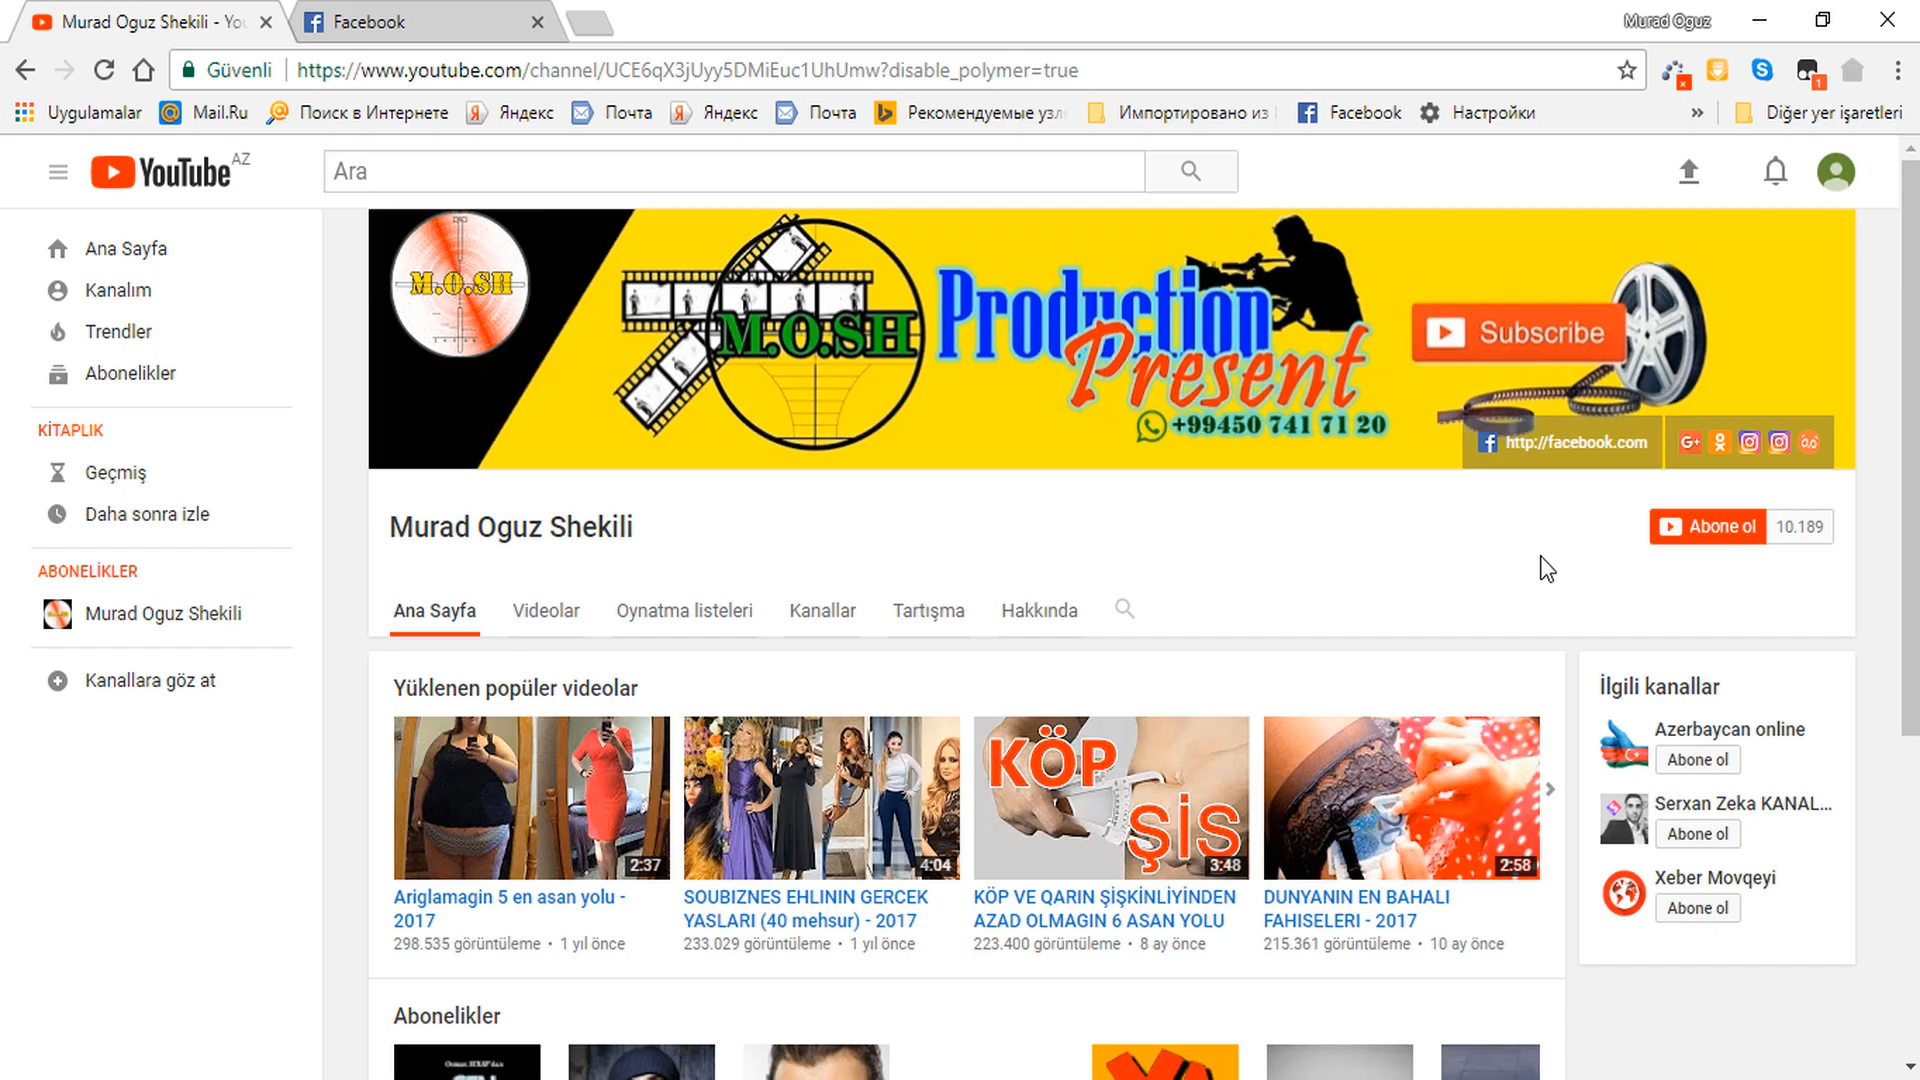 Murad Oguz Shekili - You
Facebook
Murad Oguz
Güvenli
https://www.youtube.com/channel/UCE6qX3jUyy5DMiEuc1UhUmw?disable_polymer=true
1
Uygulamalar
Mail.Ru
Поиск в Интернете
Яндекс
Почта
Яндекс
Почта
Рекомендуемые узл
Импортировано из
Facebook
Настройки
»
Diğer yer işaretleri
YouTube AZ
Ara
Ana Sayfa
Kanalım
Trendler
Abonelikler
KİTAPLIK
Geçmiş
Daha sonra izle
ABONELİKLER
Murad Oguz Shekili
Kanallara göz at
M.O.SH
M.O.SH
Production
Present
+99450 741 71 20
Subscribe
http://facebook.com
Murad Oguz Shekili
Abone ol 10.189
Ana Sayfa
Videolar
Oynatma listeleri
Kanallar
Tartışma
Hakkında
Yüklenen popüler videolar
2:37
Ariglamagin 5 en asan yolu -
2017
298.535 görüntüleme • 1 yıl önce
4:04
SOUBIZNES EHLININ GERCEK
YASLARI (40 mehsur) - 2017
233.029 görüntüleme • 1 yıl önce
KÖP
ŞİS
3:48
KÖP VE QARIN ŞİŞKİNLİYİNDEN
AZAD OLMAGIN 6 ASAN YOLU
223.400 görüntüleme • 8 ay önce
20
2:58
DUNYANIN EN BAHALI
FAHISELERI - 2017
215.361 görüntüleme • 10 ay önce
İlgili kanallar
Azerbaycan online
Abone ol
Serxan Zeka KANAL...
Abone ol
Xeber Movqeyi
Abone ol
Abonelikler